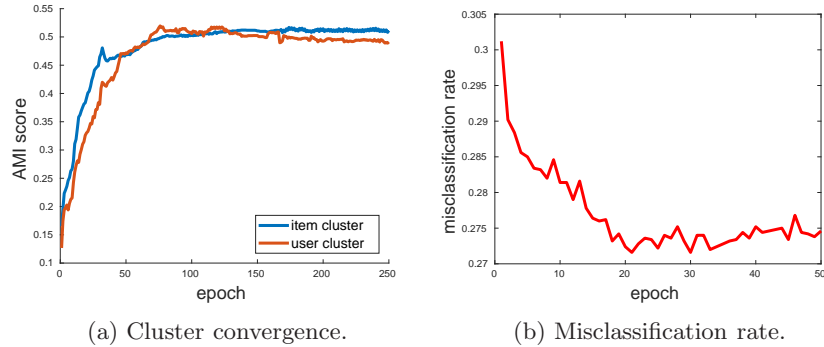 0.55
0.5
0.45
0.4
0.35
0.3
0.25
0.2
0.15
0.1
AMI score
item cluster
user cluster
0 50 100 150 200 250
epoch
(a) Cluster convergence.
0.305
0.3
0.295
0.29
0.285
0.28
0.275
0.27
misclassification rate
0 10 20 30 40 50
epoch
(b) Misclassification rate.